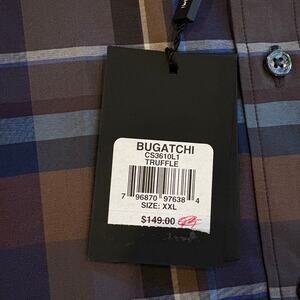 BUGATCHI
CS3610L1
TRUFFLE
7 96870 97638 4
SIZE: XXL
$149.00